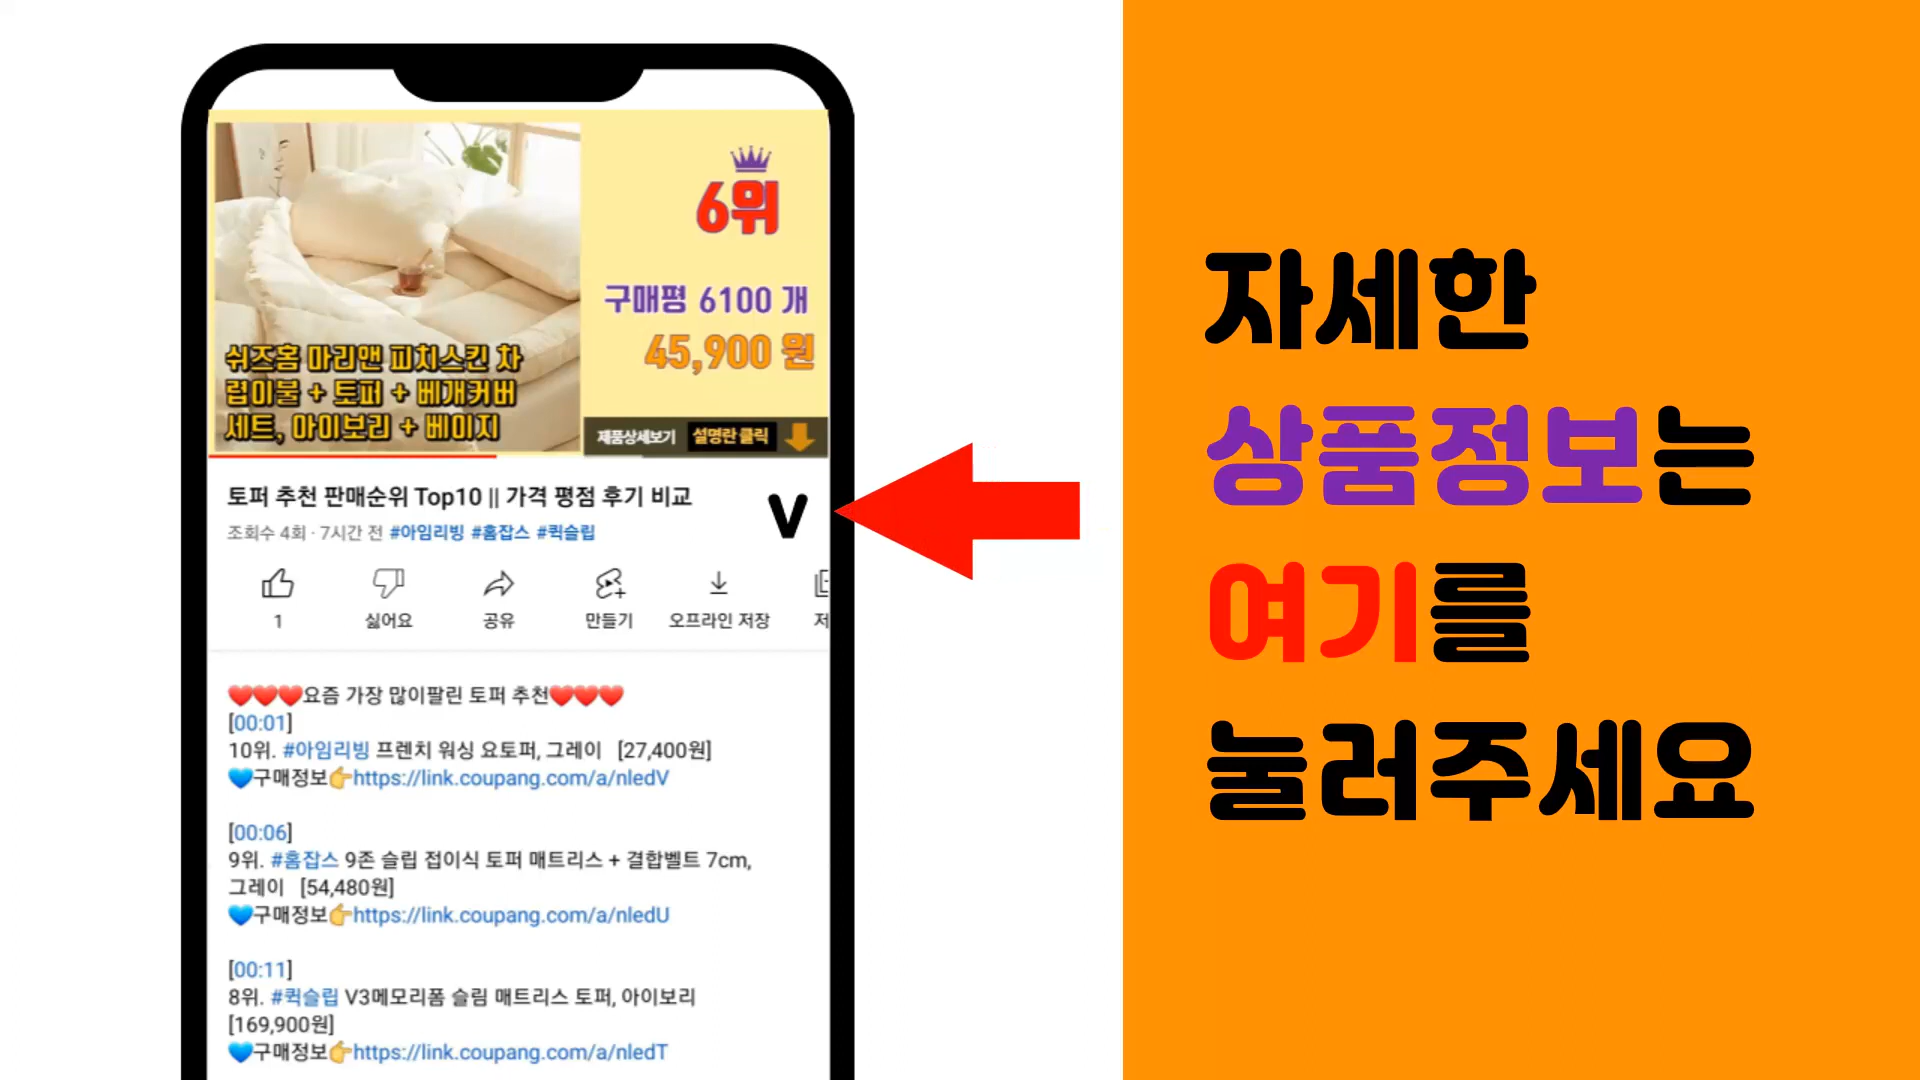 6위
구매평 6100 개
45,900 원
쉬즈홈 마리앤 피치스킨 차
렵이불 + 토퍼 + 베개커버
세트, 아이보리 + 베이지
제품상세보기 설명란 클릭
토퍼 추천 판매순위 Top10 || 가격 평점 후기 비교
V
조회수 4회 · 7시간 전 #아임리빙 #홈잡스 #퀵슬립
1 싫어요 공유 만들기 오프라인 저장 저
❤️❤️❤️요즘 가장 많이팔린 토퍼 추천❤️❤️❤️
[00:01]
10위. #아임리빙 프렌치 워싱 요토퍼, 그레이 [27,400원]
💙구매정보👉https://link.coupang.com/a/nledV
[00:06]
9위. #홈잡스 9존 슬립 접이식 토퍼 매트리스 + 결합벨트 7cm,
그레이 [54,480원]
💙구매정보👉https://link.coupang.com/a/nledU
[00:11]
8위. #퀵슬립 V3메모리폼 슬림 매트리스 토퍼, 아이보리
[169,900원]
💙구매정보👉https://link.coupang.com/a/nledT
자세한
상품정보는
여기를
눌러주세요